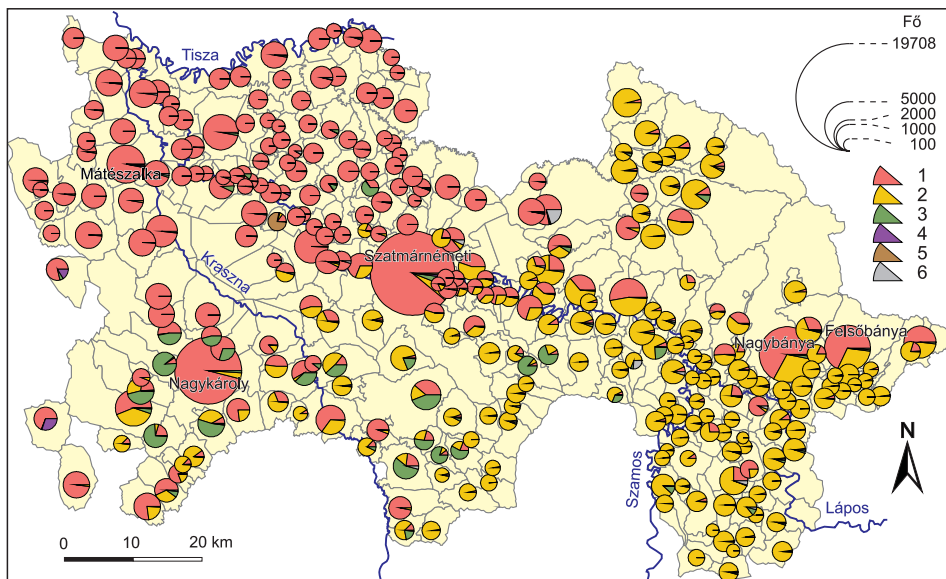 Fő
19708
5000
2000
1000
100
1
2
3
4
5
6
Tisza
Mátészalka
Szatmárnémeti
Kraszna
Nagykároly
Nagybánya
Felsőbánya
Szamos
Lápos
N
0 10 20 km